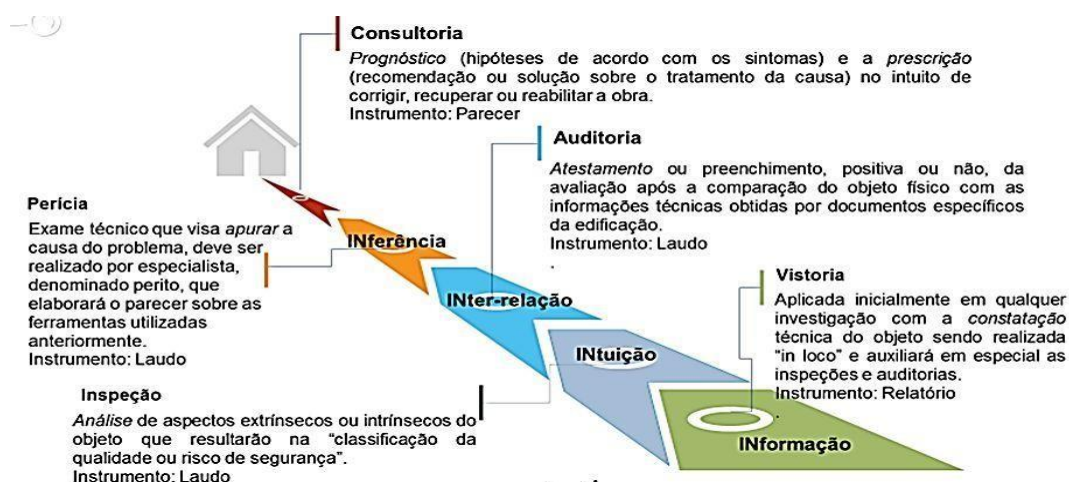 Consultoria
Prognóstico (hipóteses de acordo com os sintomas) e a prescrição
(recomendação ou solução sobre o tratamento da causa) no intuito de
corrigir, recuperar ou reabilitar a obra.
Instrumento: Parecer
Auditoria
Atestamento ou preenchimento, positiva ou não, da
avaliação após a comparação do objeto físico com as
informações técnicas obtidas por documentos específicos
da edificação.
Instrumento: Laudo
.
Perícia
Exame técnico que visa apurar a
causa do problema, deve ser
realizado por especialista,
denominado perito, que
elaborará o parecer sobre as
ferramentas utilizadas
anteriormente.
Instrumento: Laudo
INferência
INter-relação
Vistoria
Aplicada inicialmente em qualquer
investigação com a constatação
técnica do objeto sendo realizada
“in loco” e auxiliará em especial as
inspeções e auditorias.
Instrumento: Relatório
.
INtuição
Inspeção
Análise de aspectos extrínsecos ou intrínsecos do
objeto que resultarão na “classificação da
qualidade ou risco de segurança”.
Instrumento: Laudo
INformação